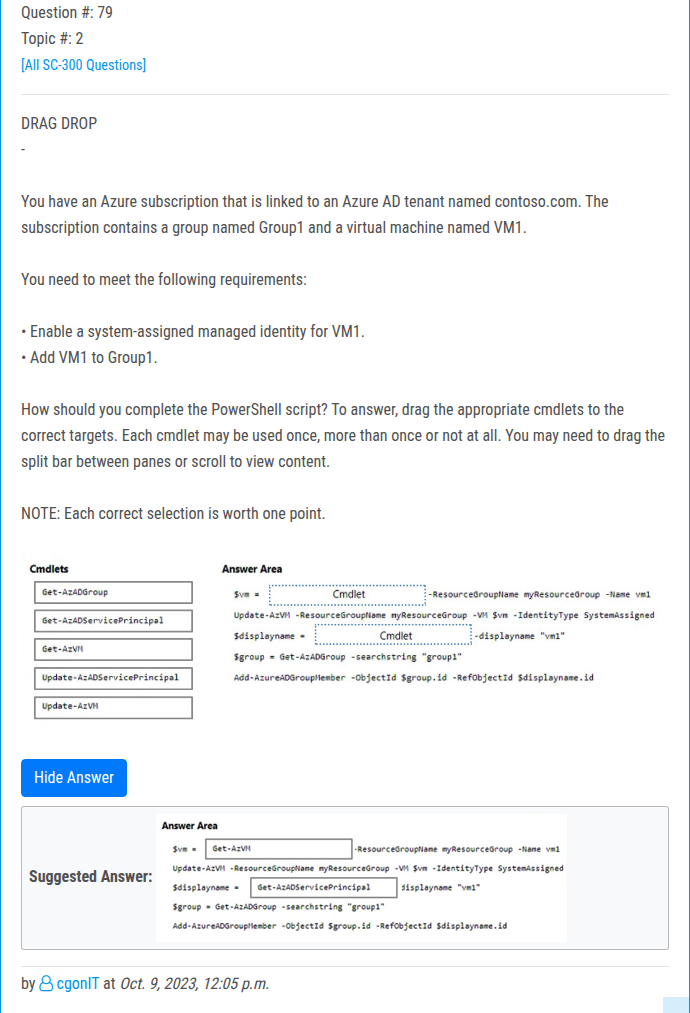 Question #: 79
Topic #: 2
[All SC-300 Questions]
DRAG DROP
-
You have an Azure subscription that is linked to an Azure AD tenant named contoso.com. The
subscription contains a group named Group1 and a virtual machine named VM1.
You need to meet the following requirements:
• Enable a system-assigned managed identity for VM1.
• Add VM1 to Group1.
How should you complete the PowerShell script? To answer, drag the appropriate cmdlets to the
correct targets. Each cmdlet may be used once, more than once or not at all. You may need to drag the
split bar between panes or scroll to view content.
NOTE: Each correct selection is worth one point.
Cmdlets
Get-AzADGroup
Get-AzADServicePrincipal
Get-AzVM
Update-AzADServicePrincipal
Update-AzVM
Answer Area
$vm = Cmdlet -ResourceGroupName myResourceGroup -Name vm1
Update-AzVM -ResourceGroupName myResourceGroup -VM $vm -IdentityType SystemAssigned
$displayname = Cmdlet -displayname "vm1"
$group = Get-AzADGroup -searchstring "group1"
Add-AzureADGroupMember -ObjectId $group.id -RefObjectId $displayname.id
Hide Answer
Suggested Answer:
Answer Area
$vm = Get-AzVM -ResourceGroupName myResourceGroup -Name vm1
Update-AzVM -ResourceGroupName myResourceGroup -VM $vm -IdentityType SystemAssigned
$displayname = Get-AzADServicePrincipal displayname "vm1"
$group = Get-AzADGroup -searchstring "group1"
Add-AzureADGroupMember -ObjectId $group.id -RefObjectId $displayname.id
by cgonIT at Oct. 9, 2023, 12:05 p.m.